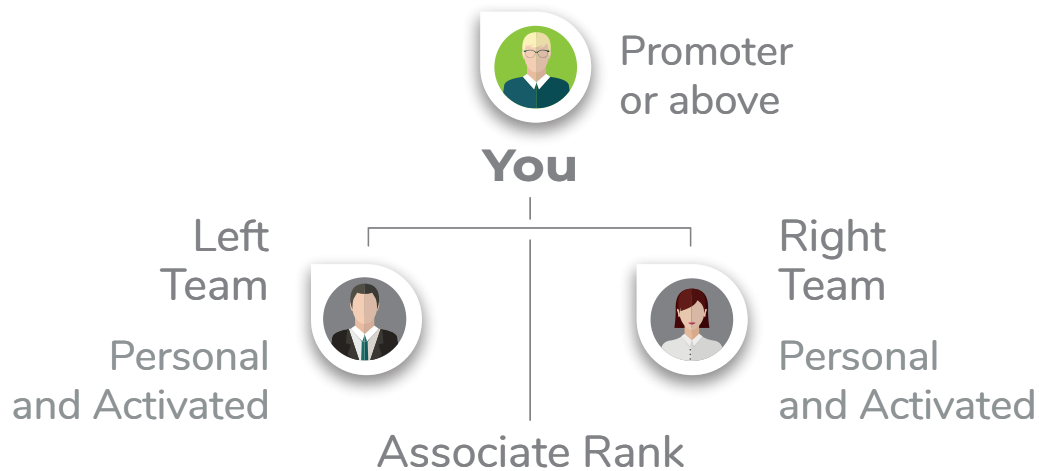 Promoter
or above
You
Left
Team
Personal
and Activated
Right
Team
Personal
and Activated
Associate Rank